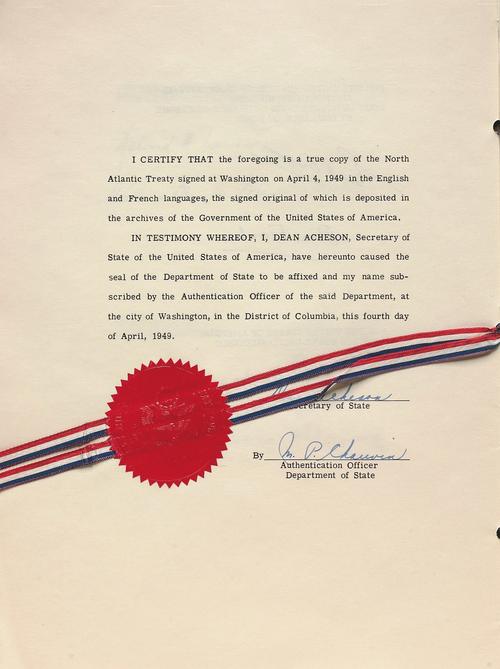 I CERTIFY THAT the foregoing is a true copy of the North
Atlantic Treaty signed at Washington on April 4, 1949 in the English
and French languages, the signed original of which is deposited in
the archives of the Government of the United States of America.
IN TESTIMONY WHEREOF, I, DEAN ACHESON, Secretary of
State of the United States of America, have hereunto caused the
seal of the Department of State to be affixed and my name sub-
scribed by the Authentication Officer of the said Department, at
the city of Washington, in the District of Columbia, this fourth day
of April, 1949.
Acheson
cretary of State
By M. P. Chauvin
Authentication Officer
Department of State